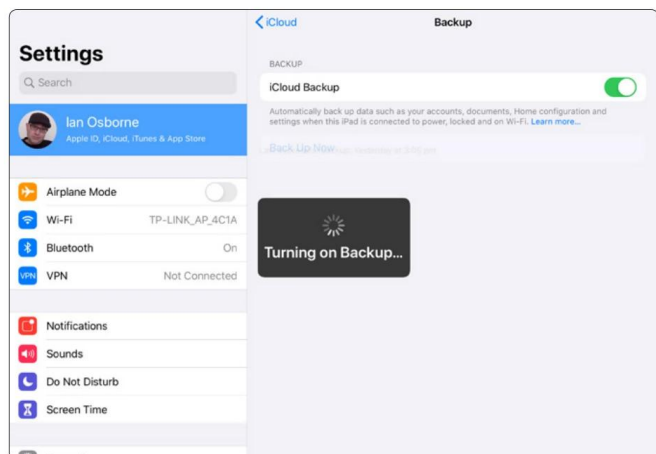 Settings
Search
Ian Osborne
Apple ID, iCloud, iTunes & App Store
Airplane Mode
Wi-Fi TP-LINK_AP_4C1A
Bluetooth On
VPN VPN Not Connected
Notifications
Sounds
Do Not Disturb
Screen Time
iCloud Backup
BACKUP
iCloud Backup
Automatically back up data such as your accounts, documents, Home configuration and
settings when this iPad is connected to power, locked and on Wi-Fi. Learn more...
Back Up Now
Turning on Backup...